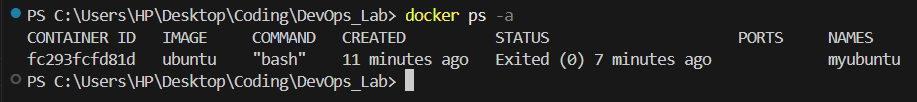 PS C:\Users\HP\Desktop\Coding\DevOps_Lab> docker ps -a
CONTAINER ID   IMAGE     COMMAND   CREATED          STATUS                     PORTS     NAMES
fc293fcfd81d   ubuntu    "bash"    11 minutes ago   Exited (0) 7 minutes ago             myubuntu
PS C:\Users\HP\Desktop\Coding\DevOps_Lab>